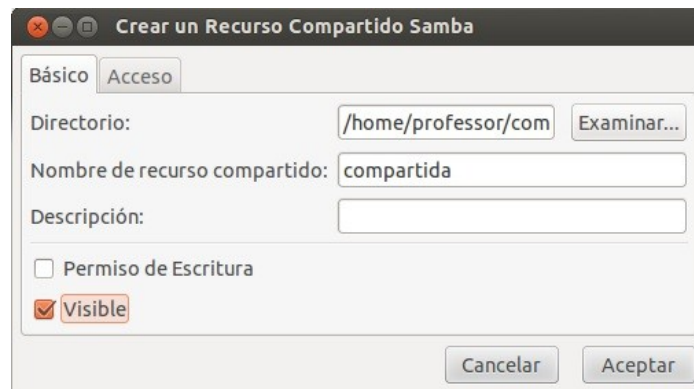 Crear un Recurso Compartido Samba
Básico Acceso
Directorio: /home/professor/com Examinar...
Nombre de recurso compartido: compartida
Descripción:
Permiso de Escritura
Visible
Cancelar Aceptar